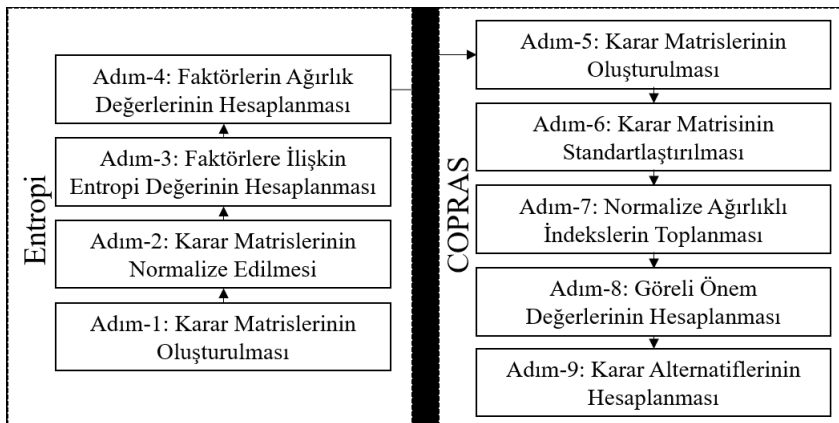 Entropi
Adım-4: Faktörlerin Ağırlık
Değerlerinin Hesaplanması
Adım-3: Faktörlere İlişkin
Entropi Değerinin Hesaplanması
Adım-2: Karar Matrislerinin
Normalize Edilmesi
Adım-1: Karar Matrislerinin
Oluşturulması
COPRAS
Adım-5: Karar Matrislerinin
Oluşturulması
Adım-6: Karar Matrisinin
Standartlaştırılması
Adım-7: Normalize Ağırlıklı
İndekslerin Toplanması
Adım-8: Göreli Önem
Değerlerinin Hesaplanması
Adım-9: Karar Alternatiflerinin
Hesaplanması